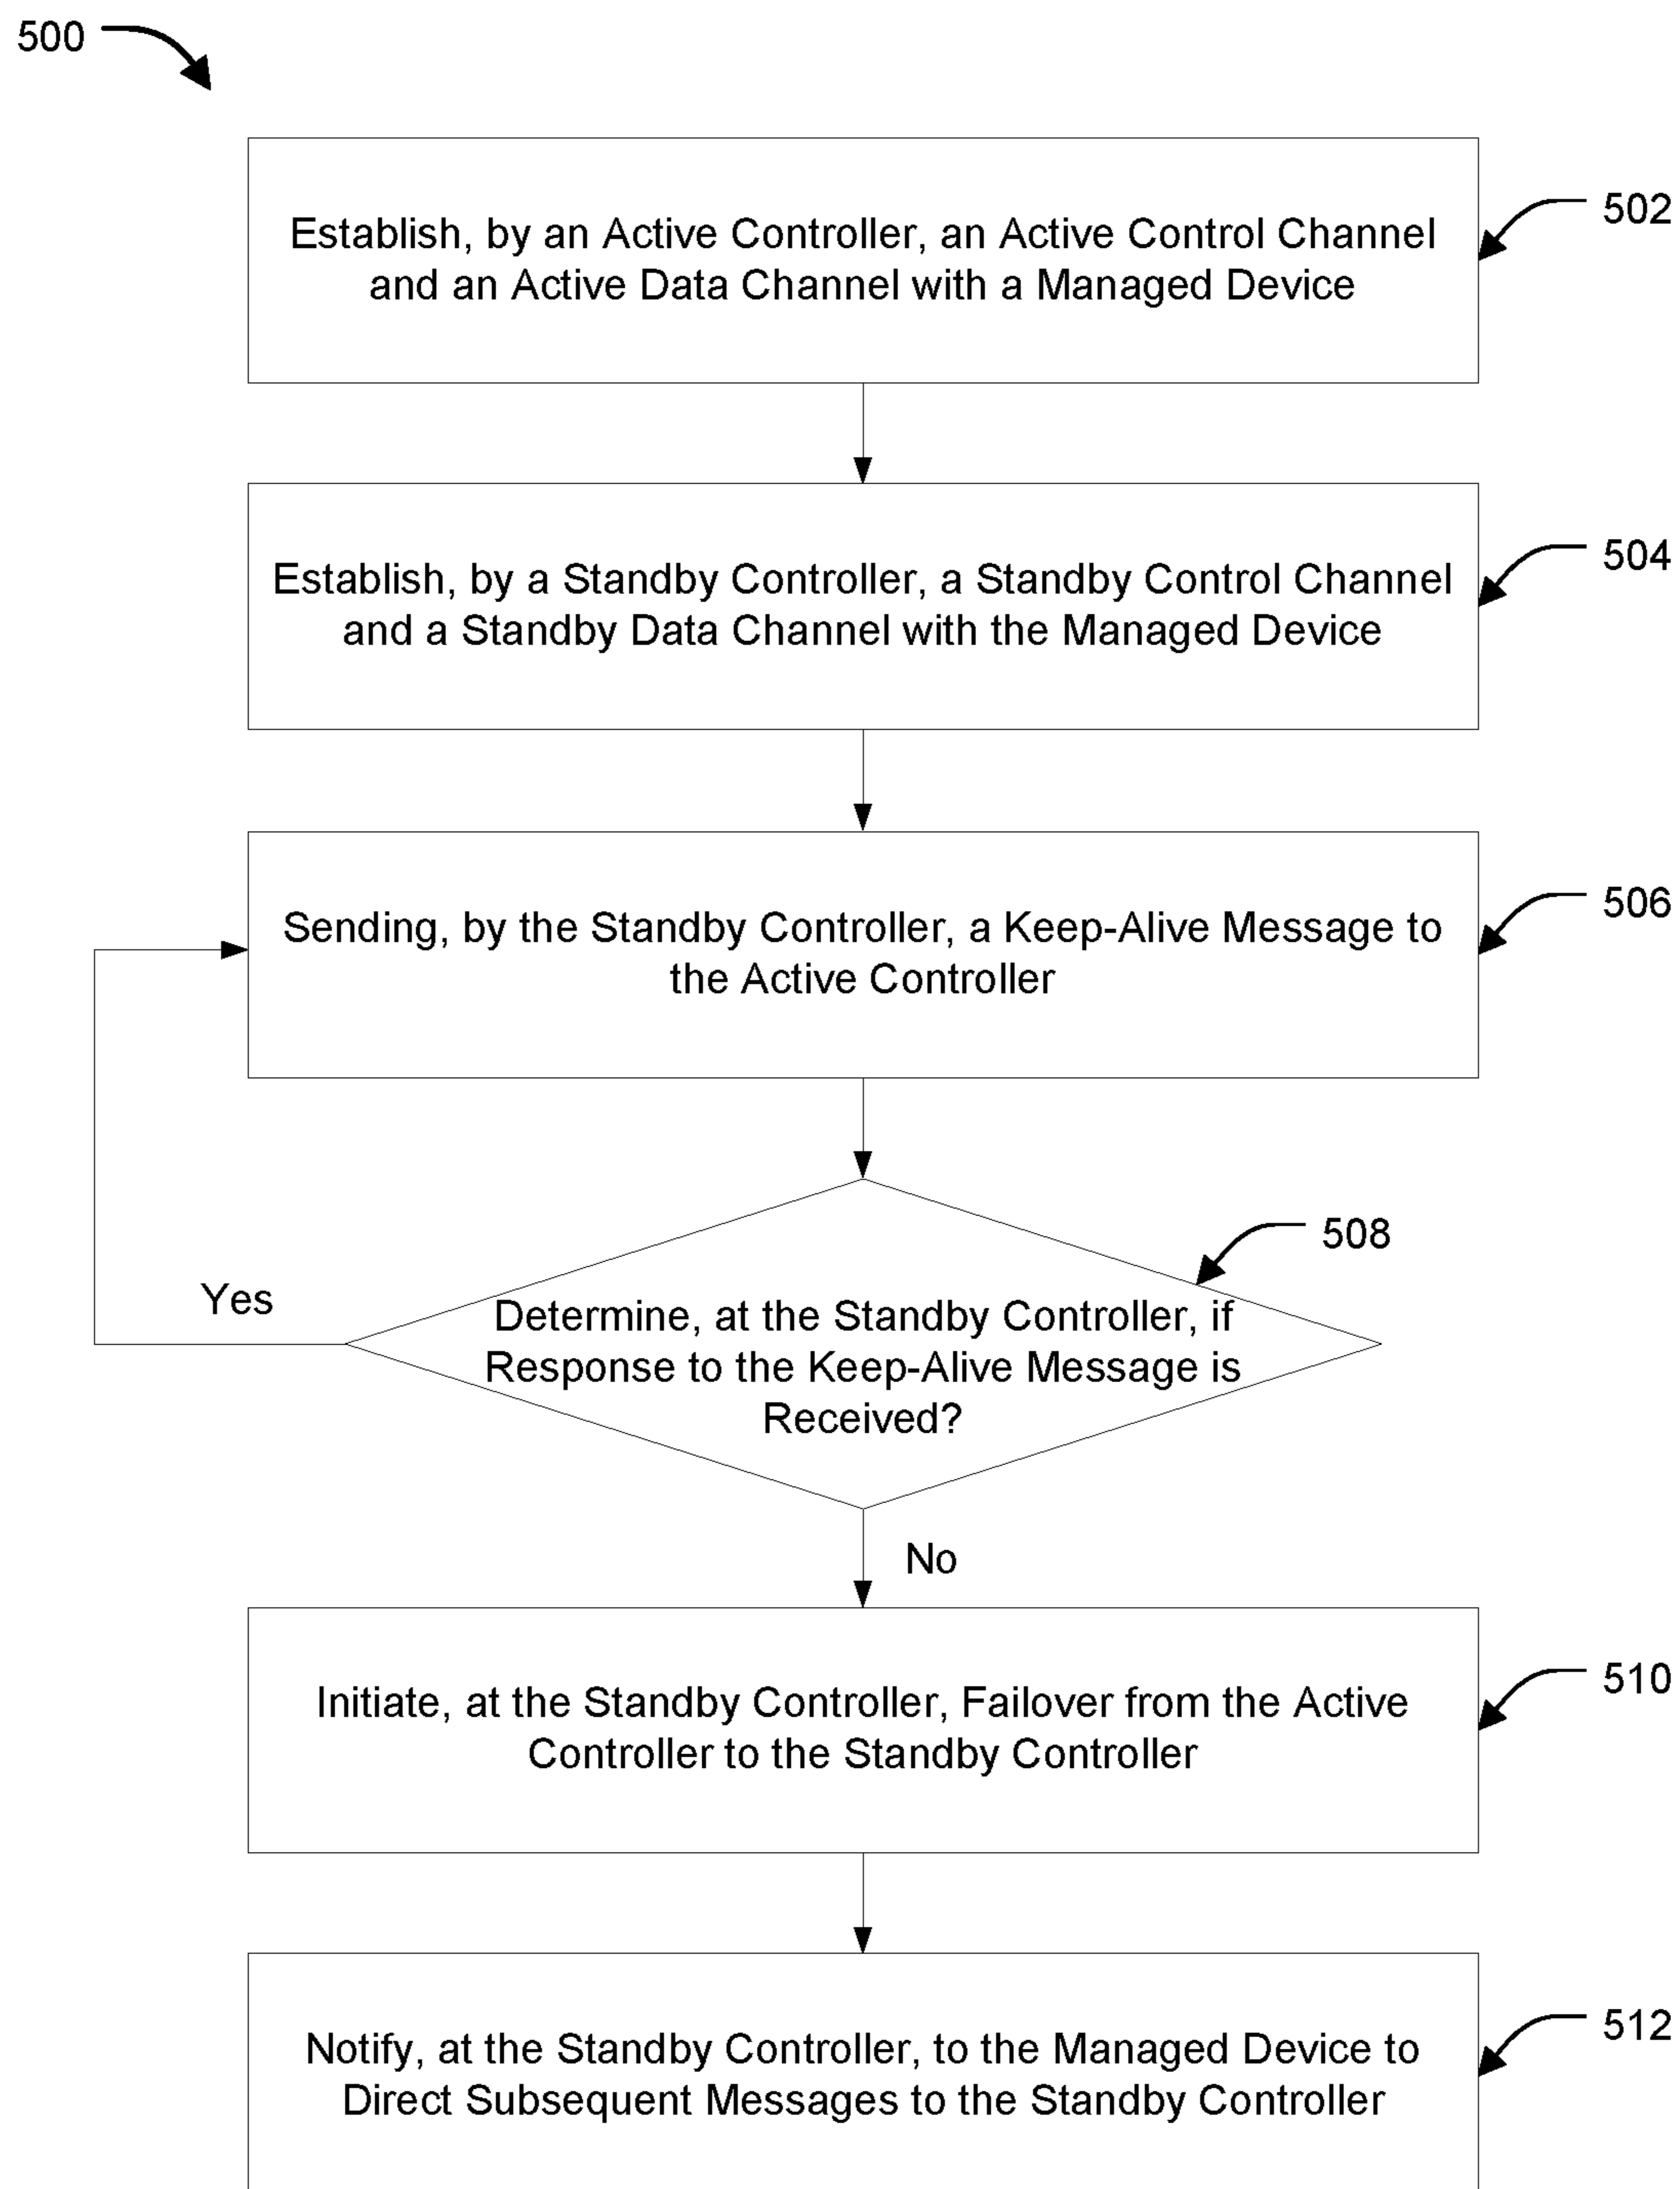 500
Establish, by an Active Controller, an Active Control Channel
and an Active Data Channel with a Managed Device
502
Establish, by a Standby Controller, a Standby Control Channel
and a Standby Data Channel with the Managed Device
504
Sending, by the Standby Controller, a Keep-Alive Message to
the Active Controller
506
508
Yes
Determine, at the Standby Controller, if
Response to the Keep-Alive Message is
Received?
No
Initiate, at the Standby Controller, Failover from the Active
Controller to the Standby Controller
510
Notify, at the Standby Controller, to the Managed Device to
Direct Subsequent Messages to the Standby Controller
512